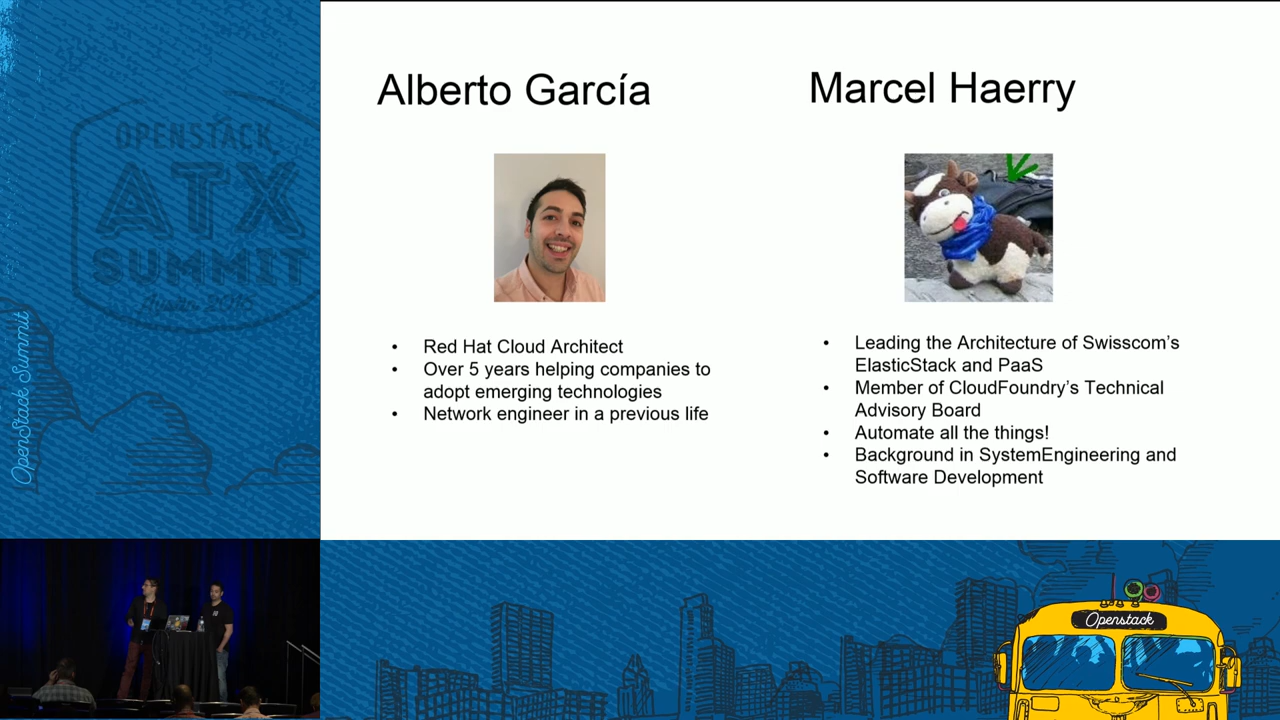 OPENSTACK
ATX
SUMMIT
Austin 2016
OpenStack Summit
Alberto García
Marcel Haerry
• Red Hat Cloud Architect
• Over 5 years helping companies to
adopt emerging technologies
• Network engineer in a previous life
• Leading the Architecture of Swisscom’s
ElasticStack and PaaS
• Member of CloudFoundry’s Technical
Advisory Board
• Automate all the things!
• Background in SystemEngineering and
Software Development
Openstack